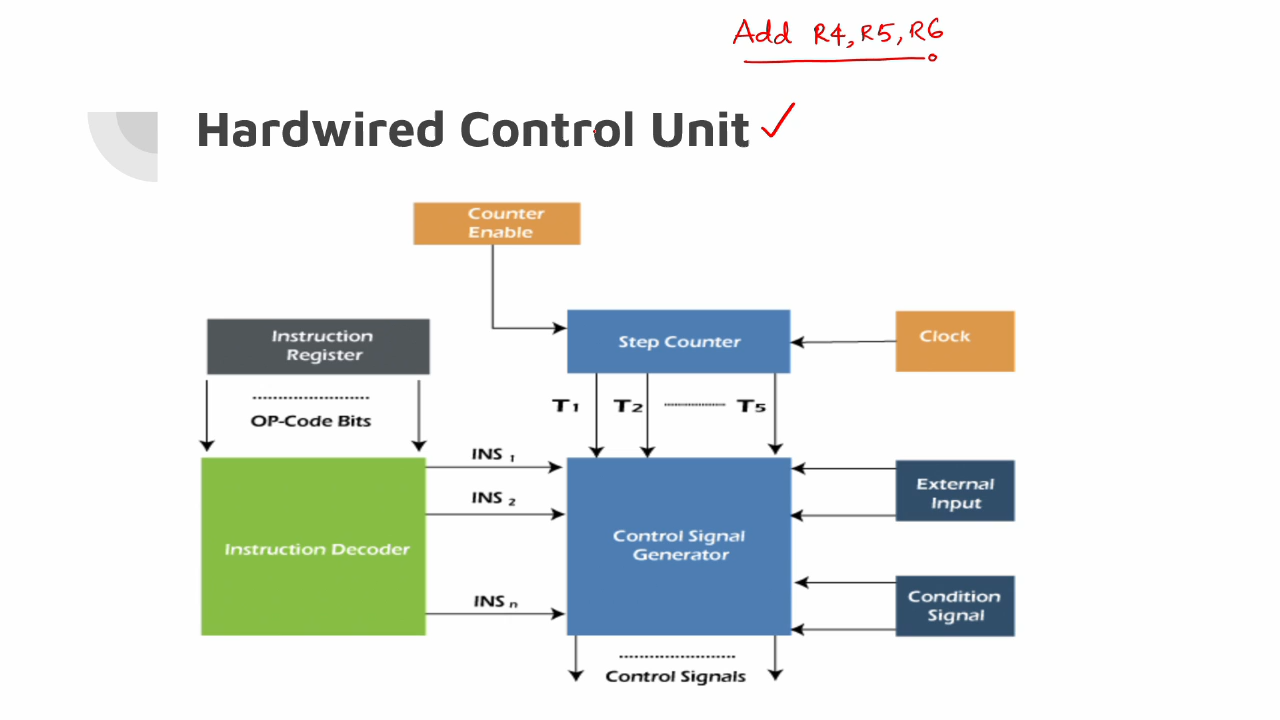 Add R4, R5, R6
Hardwired Control Unit
Counter
Enable
Instruction
Register
Step Counter
Clock
OP-Code Bits
T1
T2
T5
INS 1
INS 2
INS n
Instruction Decoder
Control Signal
Generator
External
Input
Condition
Signal
Control Signals